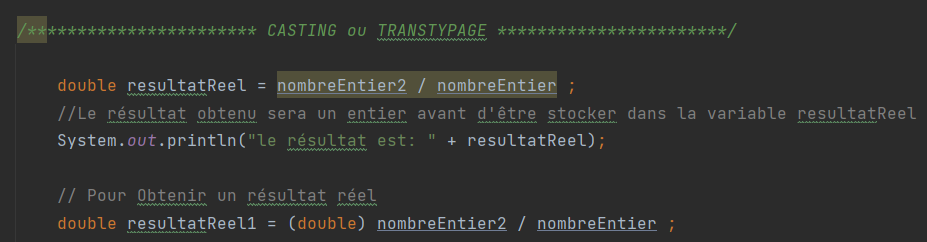 /*********************** CASTING ou TRANSTYPAGE ***********************/
double resultatReel = nombreEntier2 / nombreEntier ;
//Le résultat obtenu sera un entier avant d'être stocker dans la variable resultatReel
System.out.println("le résultat est: " + resultatReel);
// Pour Obtenir un résultat réel
double resultatReel1 = (double) nombreEntier2 / nombreEntier ;